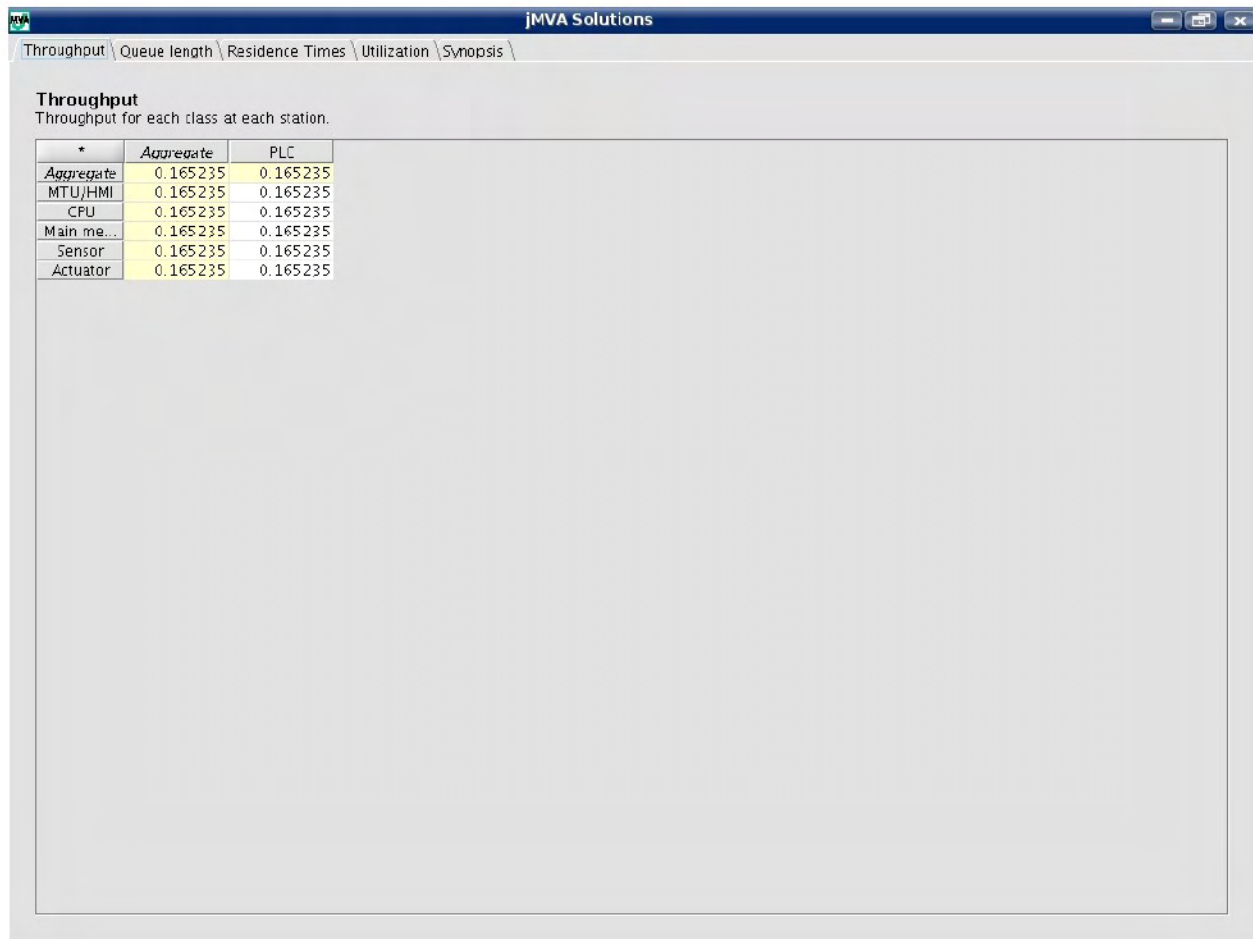 MVA jMVA Solutions
Throughput Queue length Residence Times Utilization Synopsis
Throughput
Throughput for each class at each station.
* Aggregate PLC
Aggregate 0.165235 0.165235
MTU/HMI 0.165235 0.165235
CPU 0.165235 0.165235
Main me... 0.165235 0.165235
Sensor 0.165235 0.165235
Actuator 0.165235 0.165235